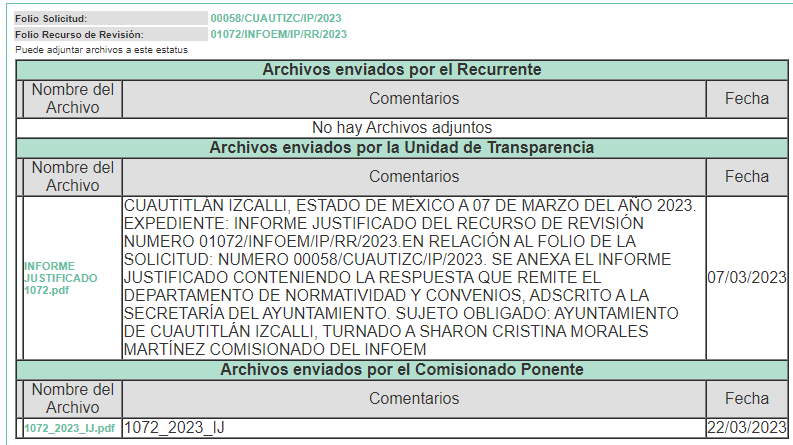 Folio Solicitud: 00058/CUAUTIZC/IP/2023
Folio Recurso de Revisión: 01072/INFOEM/IP/RR/2023
Puede adjuntar archivos a este estatus
Archivos enviados por el Recurrente
Nombre del Archivo Comentarios Fecha
No hay Archivos adjuntos
Archivos enviados por la Unidad de Transparencia
Nombre del Archivo Comentarios Fecha
INFORME
JUSTIFICADO
1072.pdf
CUAUTITLÁN IZCALLI, ESTADO DE MÉXICO A 07 DE MARZO DEL AÑO 2023.
EXPEDIENTE: INFORME JUSTIFICADO DEL RECURSO DE REVISIÓN
NUMERO 01072/INFOEM/IP/RR/2023.EN RELACIÓN AL FOLIO DE LA
SOLICITUD: NUMERO 00058/CUAUTIZC/IP/2023. SE ANEXA EL INFORME
JUSTIFICADO CONTENIENDO LA RESPUESTA QUE REMITE EL
DEPARTAMENTO DE NORMATIVIDAD Y CONVENIOS, ADSCRITO A LA
SECRETARÍA DEL AYUNTAMIENTO. SUJETO OBLIGADO: AYUNTAMIENTO
DE CUAUTITLÁN IZCALLI, TURNADO A SHARON CRISTINA MORALES
MARTÍNEZ COMISIONADO DEL INFOEM
07/03/2023
Archivos enviados por el Comisionado Ponente
Nombre del Archivo Comentarios Fecha
1072_2023_IJ.pdf 1072_2023_IJ 22/03/2023